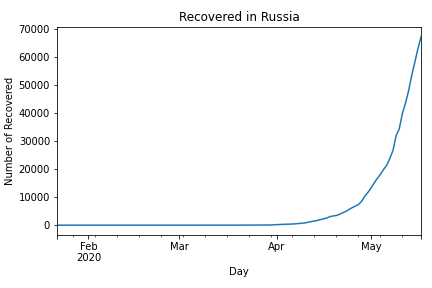 Recovered in Russia
Number of Recovered
70000
60000
50000
40000
30000
20000
10000
0
Feb
2020
Mar
Apr
May
Day